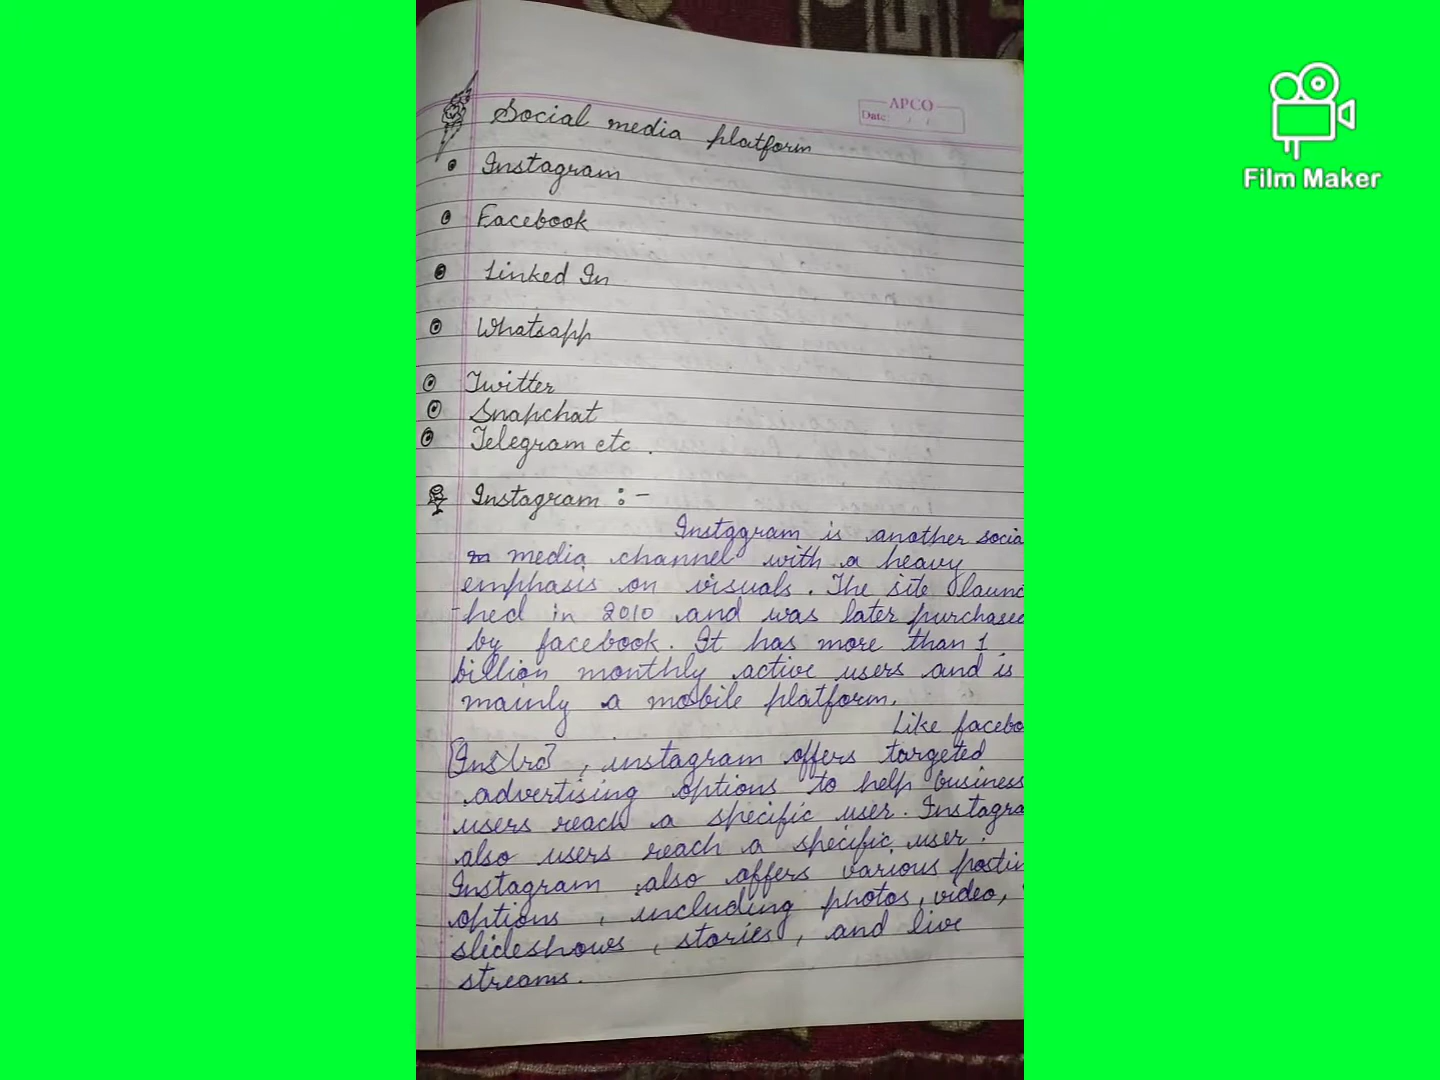 APCO
Date
Social media platform
Instagram
Facebook
Linked In
Whatsapp
Twitter
Snapchat
Telegram etc.
Instagram :-
Instagram is another socia
media channel with a heavy
emphasis on visuals. The site launc
-hed in 2010 and was later purchased
by facebook. It has more than 1
billion monthly active users and is
mainly a mobile platform.
Like facebo
, instagram offers targeted
advertising options to help business
users reach a specific user. Instagra
also users reach a specific user.
Instagram also offers various postin
options, including photos, video,
slideshows, stories, and live
streams.
Film Maker